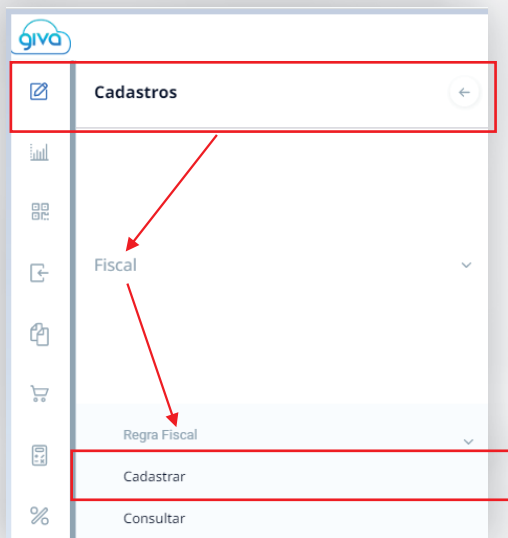 giva
Cadastros
Fiscal
Regra Fiscal
Cadastrar
Consultar